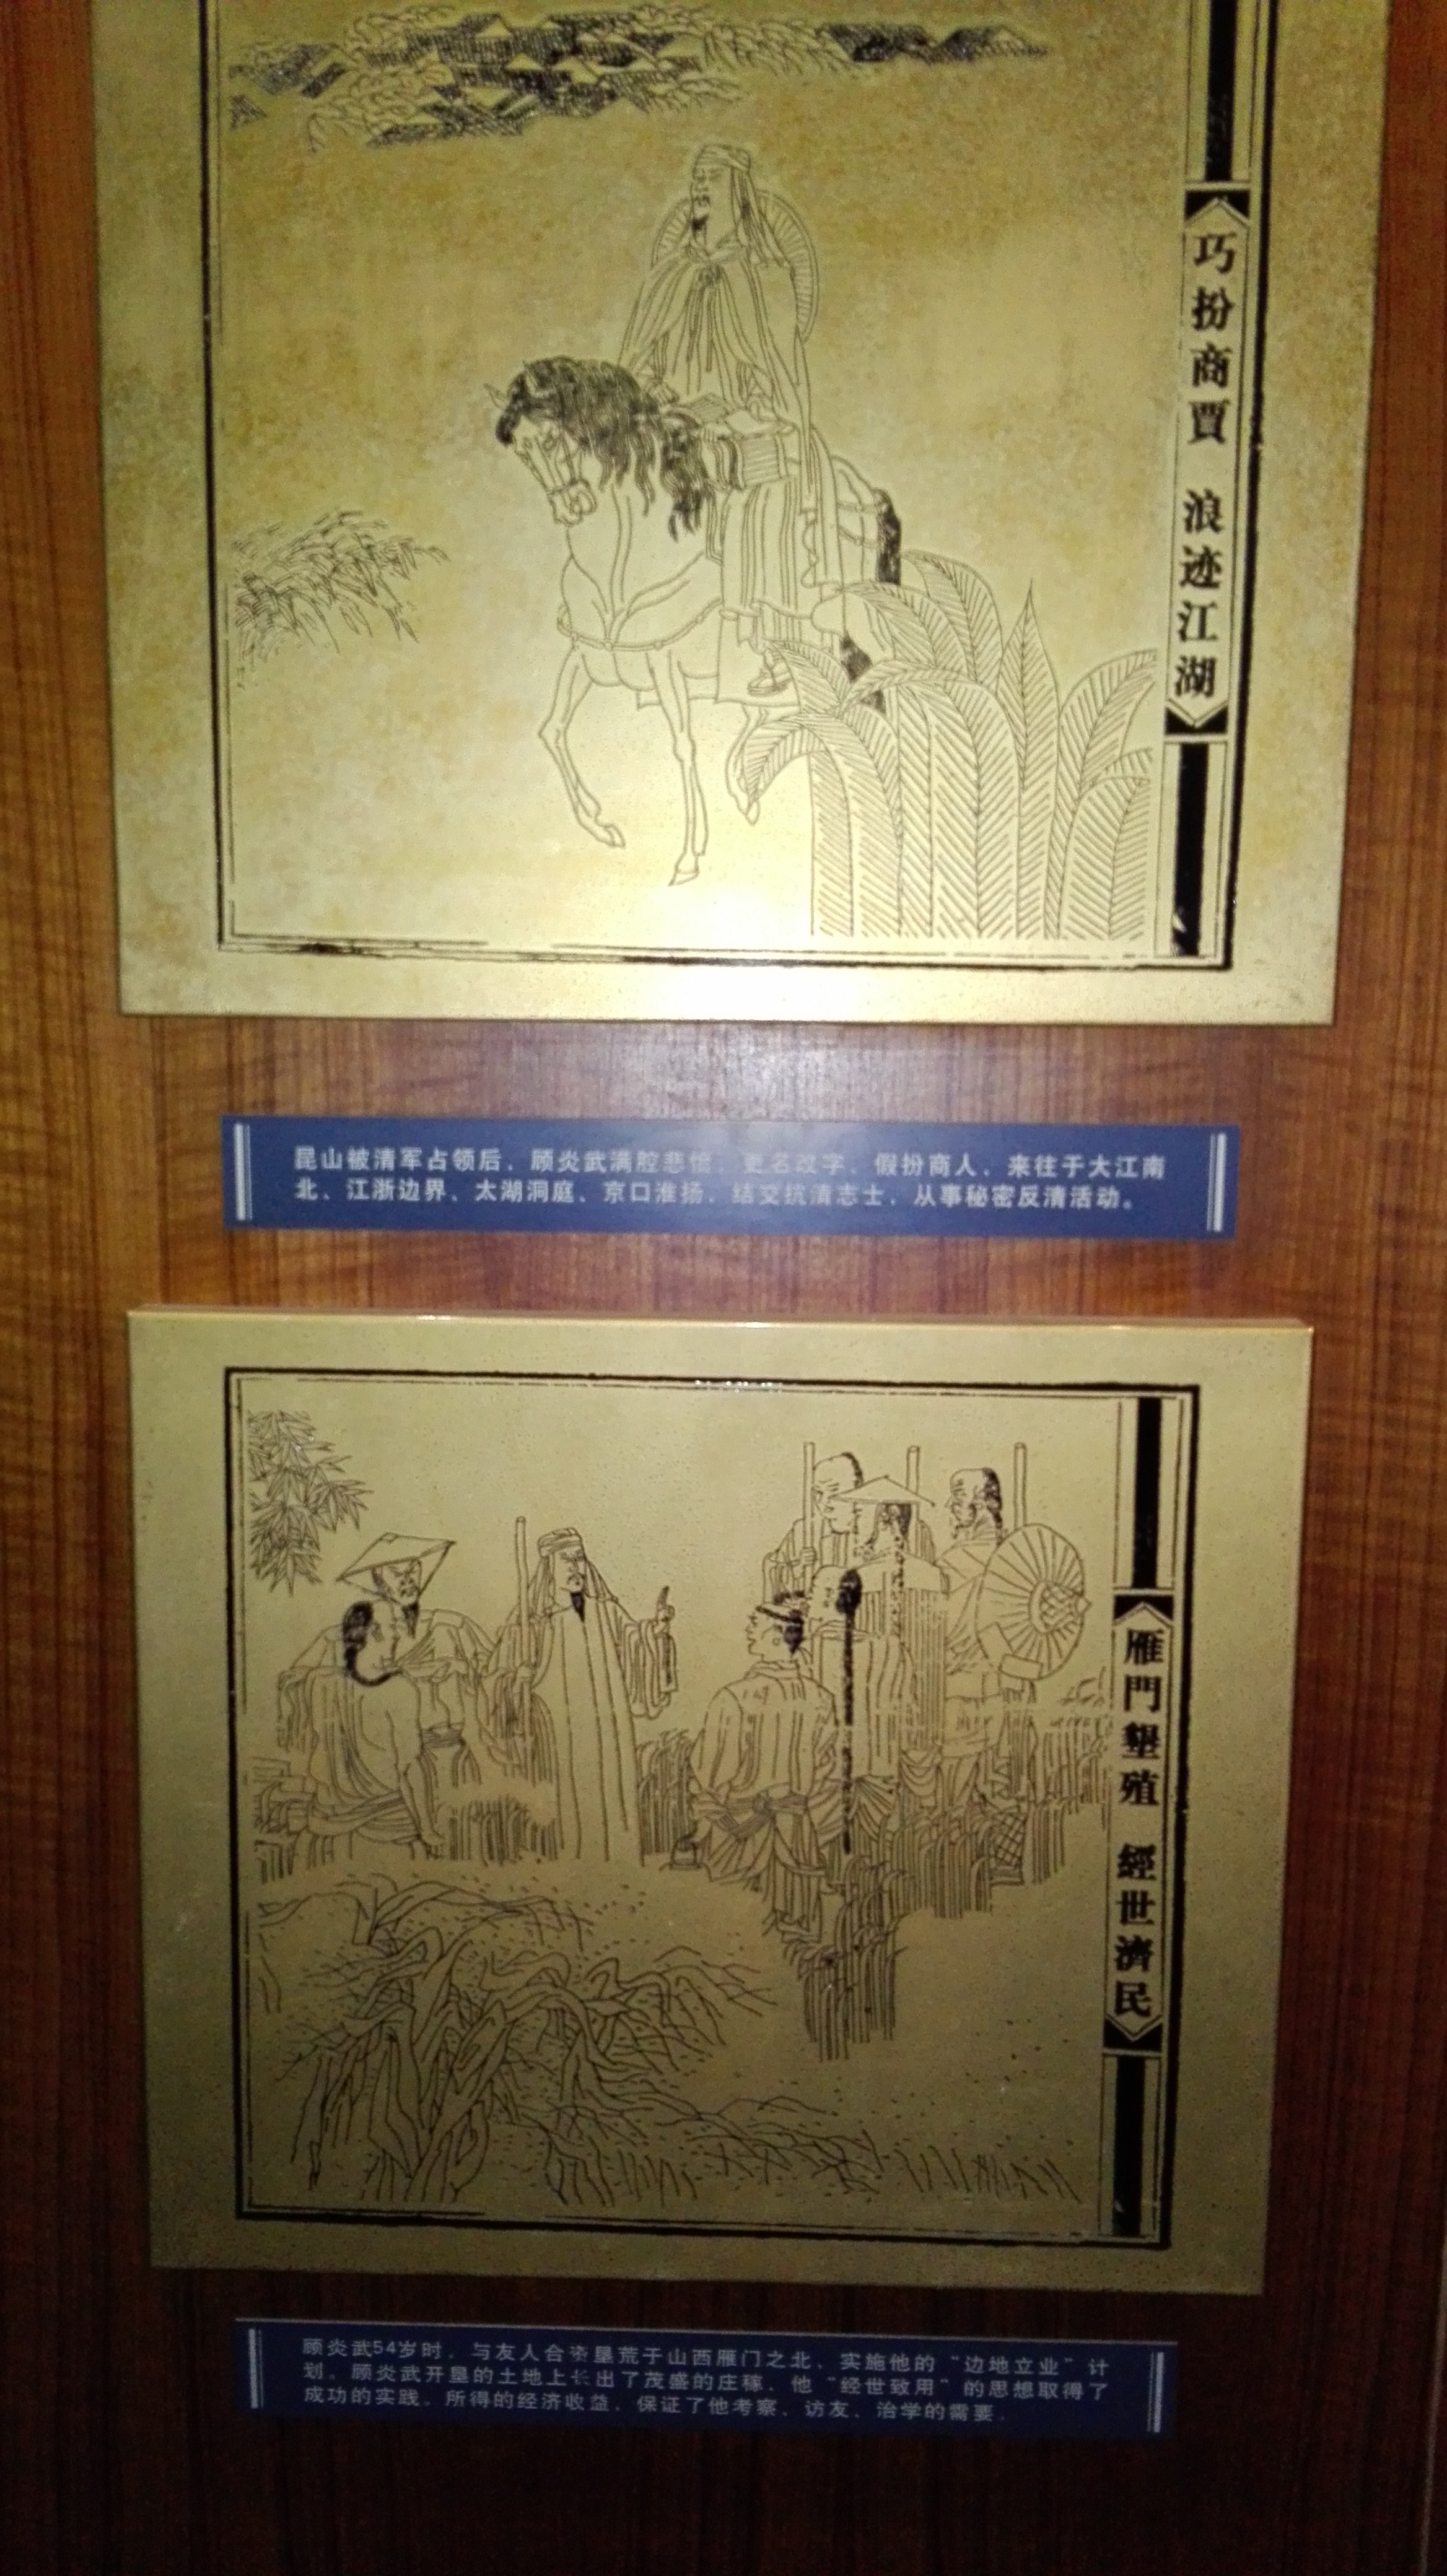 巧扮商賈 浪迹江湖
昆山被清军占领后，顾炎武满腔悲愤，更名改字，假扮商人，来往于大江南
北、江浙边界、太湖洞庭、京口淮扬，结交抗清志士，从事秘密反清活动。
雁門墾殖 經世濟民
顾炎武54岁时，与友人合资垦荒于山西雁门之北，实施他的“边地立业”计
划。顾炎武开垦的土地上长出了茂盛的庄稼，他“经世致用”的思想取得了
成功的实践。所得的经济收益，保证了他考察、访友、治学的需要。